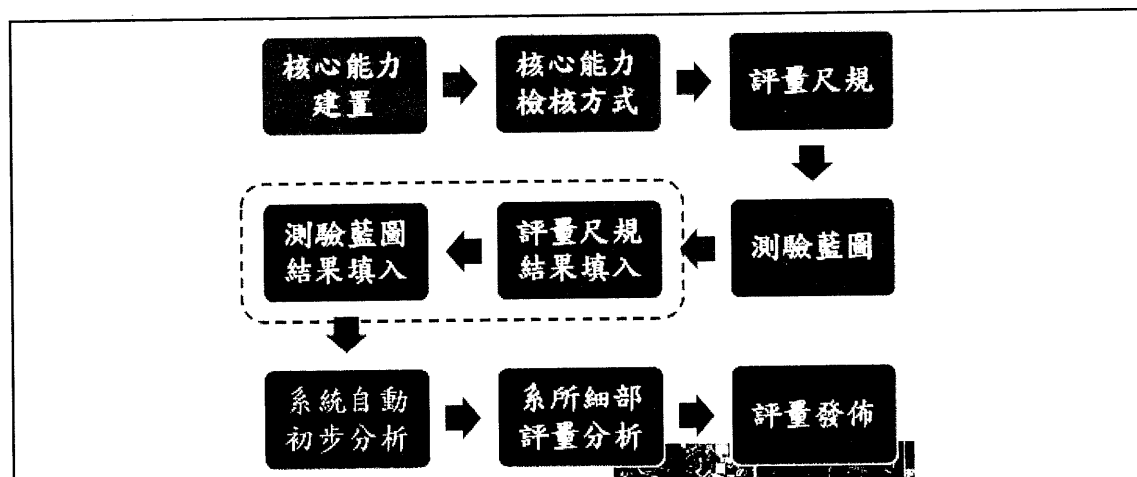 核心能力
建置
核心能力
檢核方式
評量尺規
測驗藍圖
評量尺規
結果填入
測驗藍圖
結果填入
系統自動
初步分析
系所細部
評量分析
評量發佈